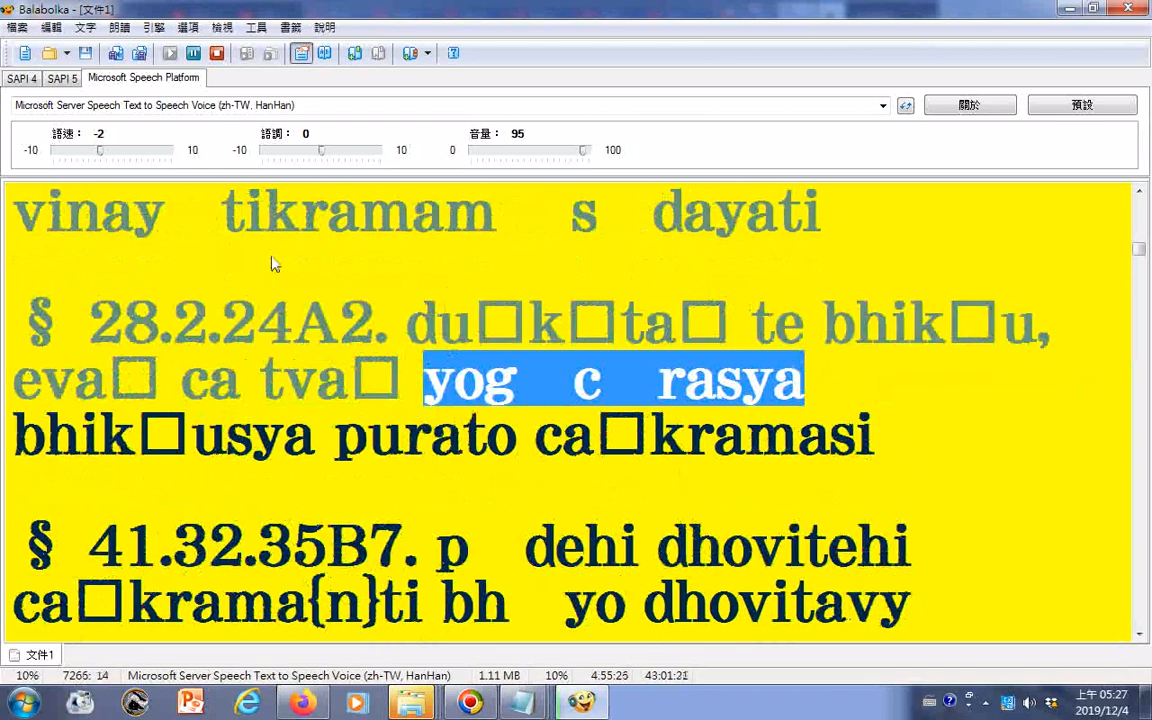 Balabolka - [文件1]
檔案 編輯 文字 朗讀 引擎 選項 檢視 工具 書籤 說明
SAPI 4 SAPI 5 Microsoft Speech Platform
Microsoft Server Speech Text to Speech Voice (zh-TW, HanHan) 關於 預設
語速： -2 語調： 0 音量： 95
-10 10 -10 10 0 100
vinay tikramam s dayati
§ 28.2.24A2. du□k□ta□ te bhik□u,
eva□ ca tva□ yog c rasya
bhik□usya purato ca□kramasi
§ 41.32.35B7. p dehi dhovitehi
ca□krama{n}ti bh yo dhovitavy
文件1
10% 7266: 14 Microsoft Server Speech Text to Speech Voice (zh-TW, HanHan) 1.11 MB 10% 4:55:25 43:01:21
上午 05:27
2019/12/4